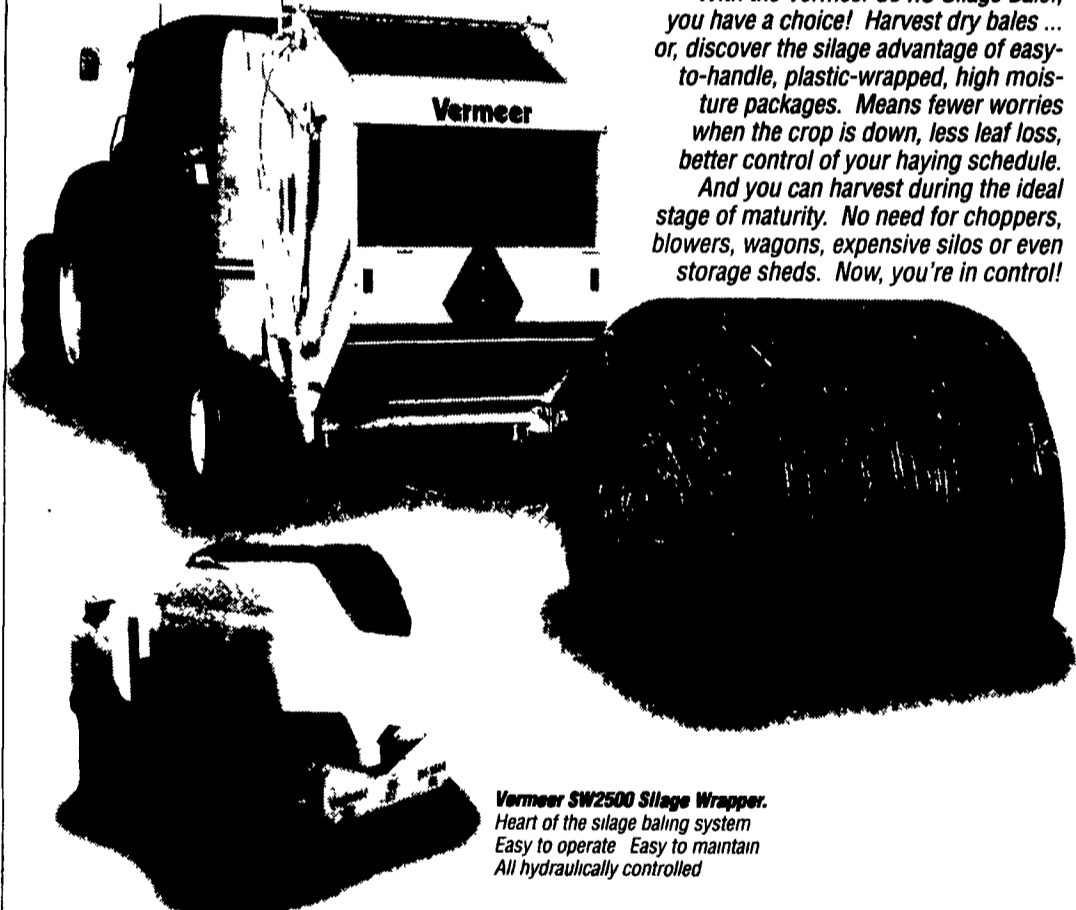 you have a choice! Harvest dry bales ...
or, discover the silage advantage of easy-
to-handle, plastic-wrapped, high mois-
ture packages. Means fewer worries
when the crop is down, less leaf loss,
better control of your haying schedule.
And you can harvest during the ideal
stage of maturity. No need for choppers,
blowers, wagons, expensive silos or even
storage sheds. Now, you're in control!
Vermeer
Vermeer SW2500 Silage Wrapper.
Heart of the silage baling system
Easy to operate Easy to maintain
All hydraulically controlled